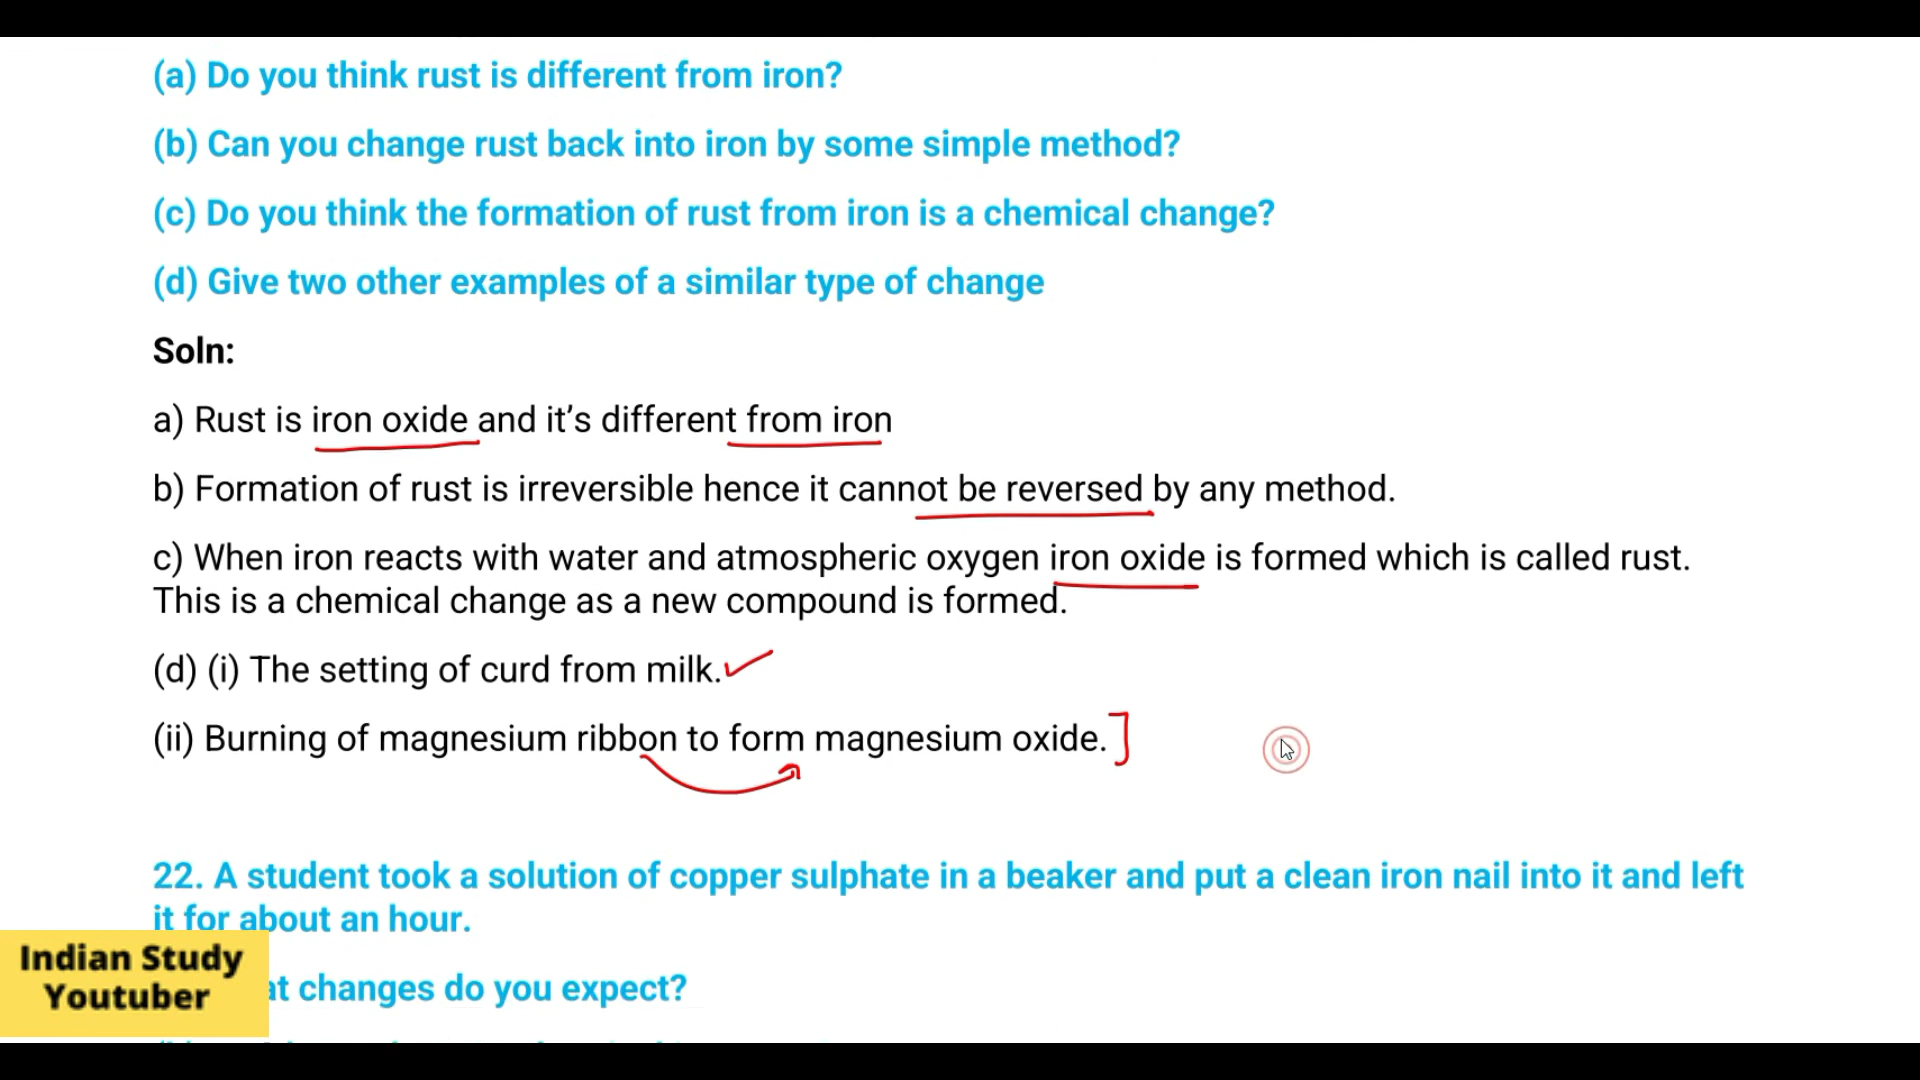 (a) Do you think rust is different from iron?
(b) Can you change rust back into iron by some simple method?
(c) Do you think the formation of rust from iron is a chemical change?
(d) Give two other examples of a similar type of change
Soln:
a) Rust is iron oxide and it’s different from iron
b) Formation of rust is irreversible hence it cannot be reversed by any method.
c) When iron reacts with water and atmospheric oxygen iron oxide is formed which is called rust.
This is a chemical change as a new compound is formed.
(d) (i) The setting of curd from milk.
(ii) Burning of magnesium ribbon to form magnesium oxide.
22. A student took a solution of copper sulphate in a beaker and put a clean iron nail into it and left
it for about an hour.
changes do you expect?
Indian Study
Youtuber